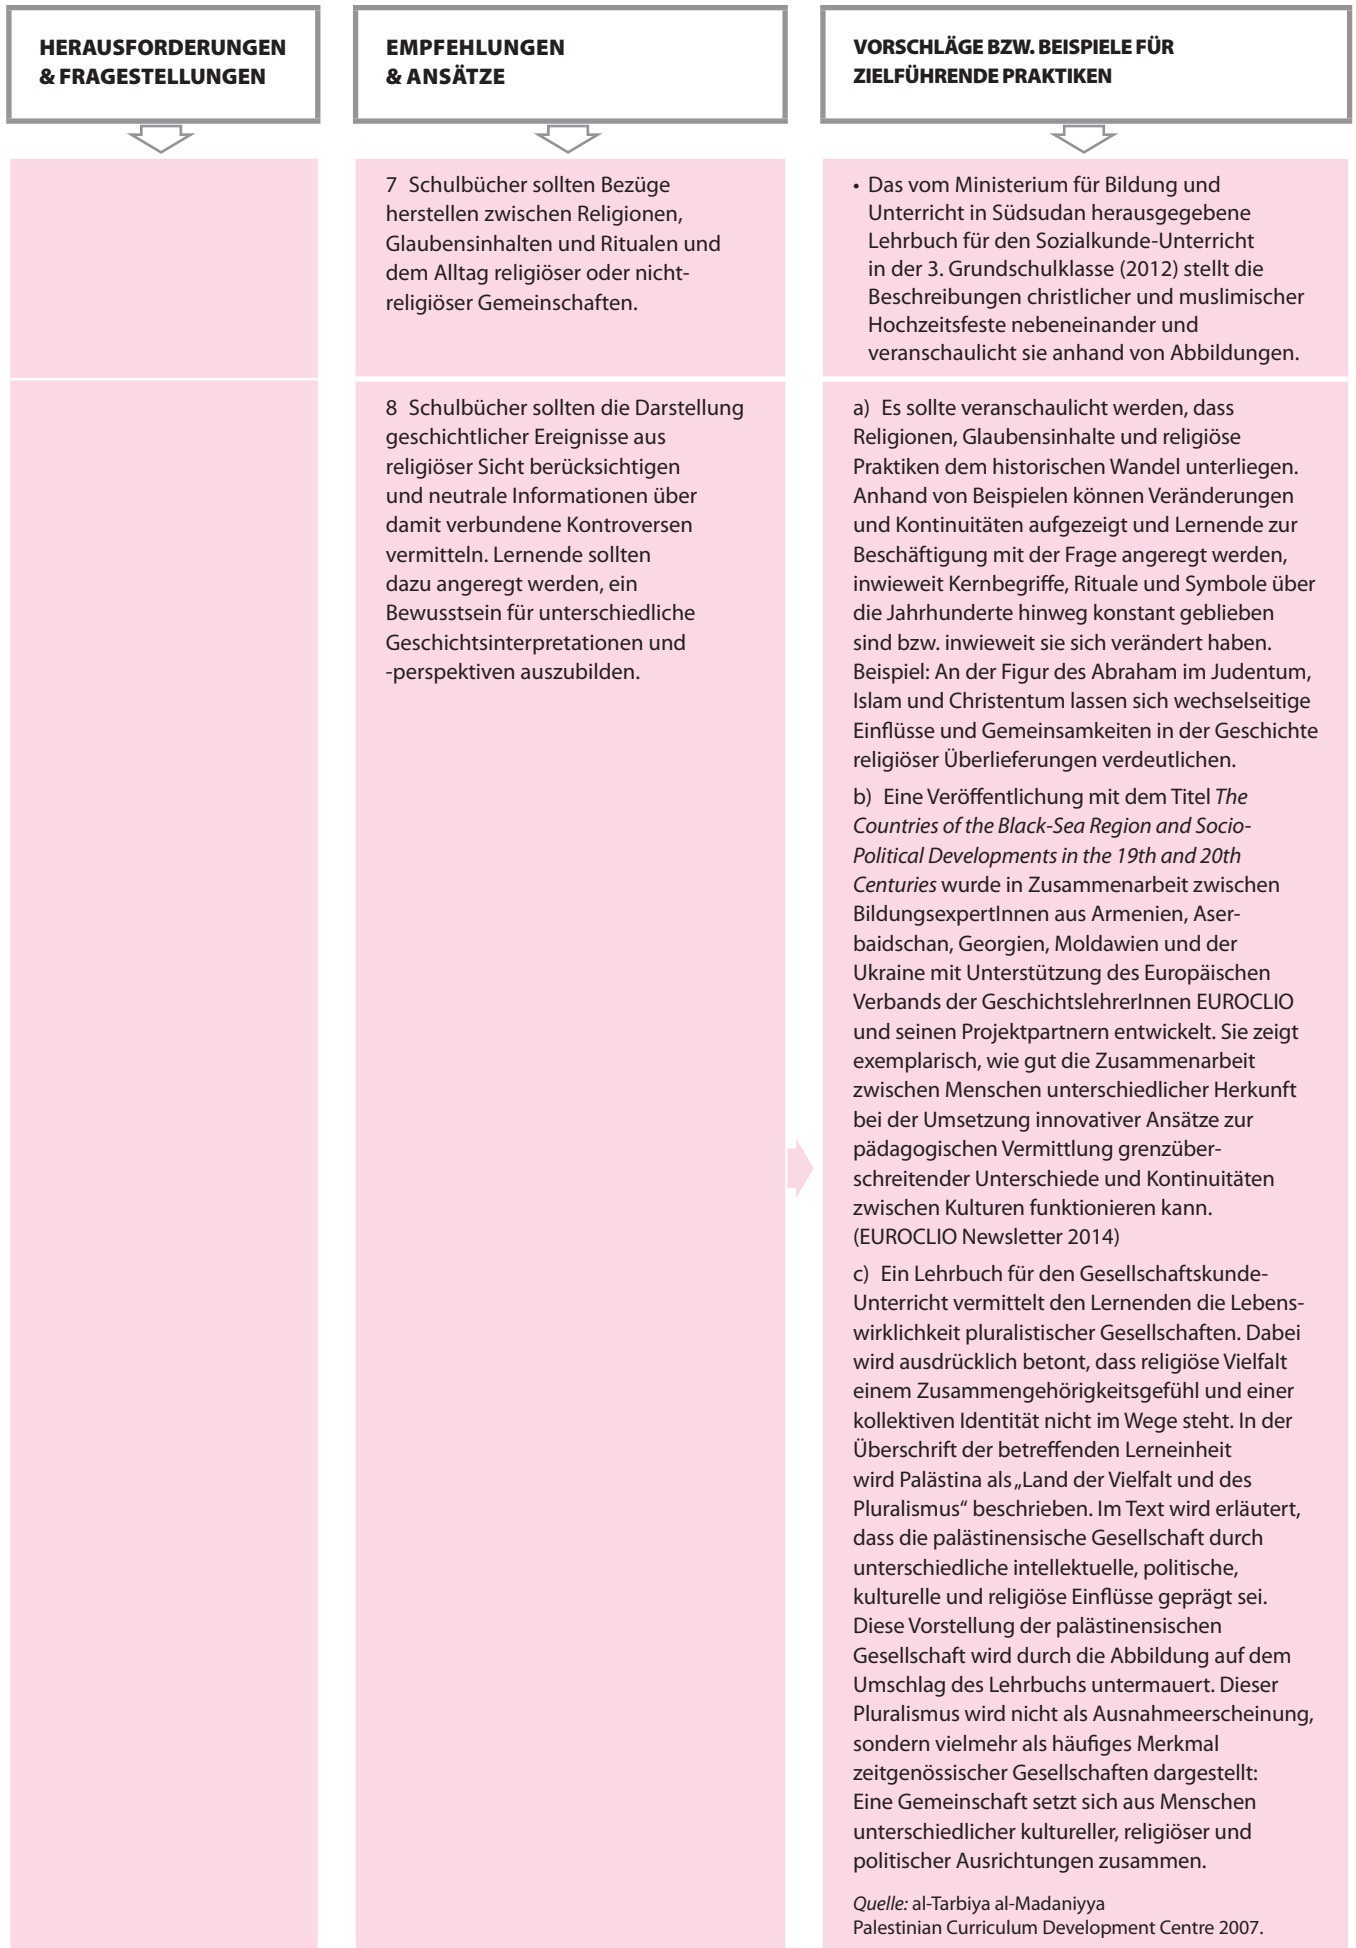 HERAUSFORDERUNGEN
& FRAGESTELLUNGEN
EMPFEHLUNGEN
& ANSÄTZE
VORSCHLÄGE BZW. BEISPIELE FÜR
ZIELFÜHRENDE PRAKTIKEN
7 Schulbücher sollten Bezüge
herstellen zwischen Religionen,
Glaubensinhalten und Ritualen und
dem Alltag religiöser oder nicht-
religiöser Gemeinschaften.
• Das vom Ministerium für Bildung und
Unterricht in Südsudan herausgegebene
Lehrbuch für den Sozialkunde-Unterricht
in der 3. Grundschulklasse (2012) stellt die
Beschreibungen christlicher und muslimischer
Hochzeitsfeste nebeneinander und
veranschaulicht sie anhand von Abbildungen.
8 Schulbücher sollten die Darstellung
geschichtlicher Ereignisse aus
religiöser Sicht berücksichtigen
und neutrale Informationen über
damit verbundene Kontroversen
vermitteln. Lernende sollten
dazu angeregt werden, ein
Bewusstsein für unterschiedliche
Geschichtsinterpretationen und
-perspektiven auszubilden.
a) Es sollte veranschaulicht werden, dass
Religionen, Glaubensinhalte und religiöse
Praktiken dem historischen Wandel unterliegen.
Anhand von Beispielen können Veränderungen
und Kontinuitäten aufgezeigt und Lernende zur
Beschäftigung mit der Frage angeregt werden,
inwieweit Kernbegriffe, Rituale und Symbole über
die Jahrhunderte hinweg konstant geblieben
sind bzw. inwieweit sie sich verändert haben.
Beispiel: An der Figur des Abraham im Judentum,
Islam und Christentum lassen sich wechselseitige
Einflüsse und Gemeinsamkeiten in der Geschichte
religiöser Überlieferungen verdeutlichen.
b) Eine Veröffentlichung mit dem Titel The
Countries of the Black-Sea Region and Socio-
Political Developments in the 19th and 20th
Centuries wurde in Zusammenarbeit zwischen
BildungsexpertInnen aus Armenien, Aser-
baidschan, Georgien, Moldawien und der
Ukraine mit Unterstützung des Europäischen
Verbands der GeschichtslehrerInnen EUROCLIO
und seinen Projektpartnern entwickelt. Sie zeigt
exemplarisch, wie gut die Zusammenarbeit
zwischen Menschen unterschiedlicher Herkunft
bei der Umsetzung innovativer Ansätze zur
pädagogischen Vermittlung grenzüber-
schreitender Unterschiede und Kontinuitäten
zwischen Kulturen funktionieren kann.
(EUROCLIO Newsletter 2014)
c) Ein Lehrbuch für den Gesellschaftskunde-
Unterricht vermittelt den Lernenden die Lebens-
wirklichkeit pluralistischer Gesellschaften. Dabei
wird ausdrücklich betont, dass religiöse Vielfalt
einem Zusammengehörigkeitsgefühl und einer
kollektiven Identität nicht im Wege steht. In der
Überschrift der betreffenden Lerneinheit
wird Palästina als „Land der Vielfalt und des
Pluralismus“ beschrieben. Im Text wird erläutert,
dass die palästinensische Gesellschaft durch
unterschiedliche intellektuelle, politische,
kulturelle und religiöse Einflüsse geprägt sei.
Diese Vorstellung der palästinensischen
Gesellschaft wird durch die Abbildung auf dem
Umschlag des Lehrbuchs untermauert. Dieser
Pluralismus wird nicht als Ausnahmeerscheinung,
sondern vielmehr als häufiges Merkmal
zeitgenössischer Gesellschaften dargestellt:
Eine Gemeinschaft setzt sich aus Menschen
unterschiedlicher kultureller, religiöser und
politischer Ausrichtungen zusammen.
Quelle: al-Tarbiya al-Madaniyya
Palestinian Curriculum Development Centre 2007.